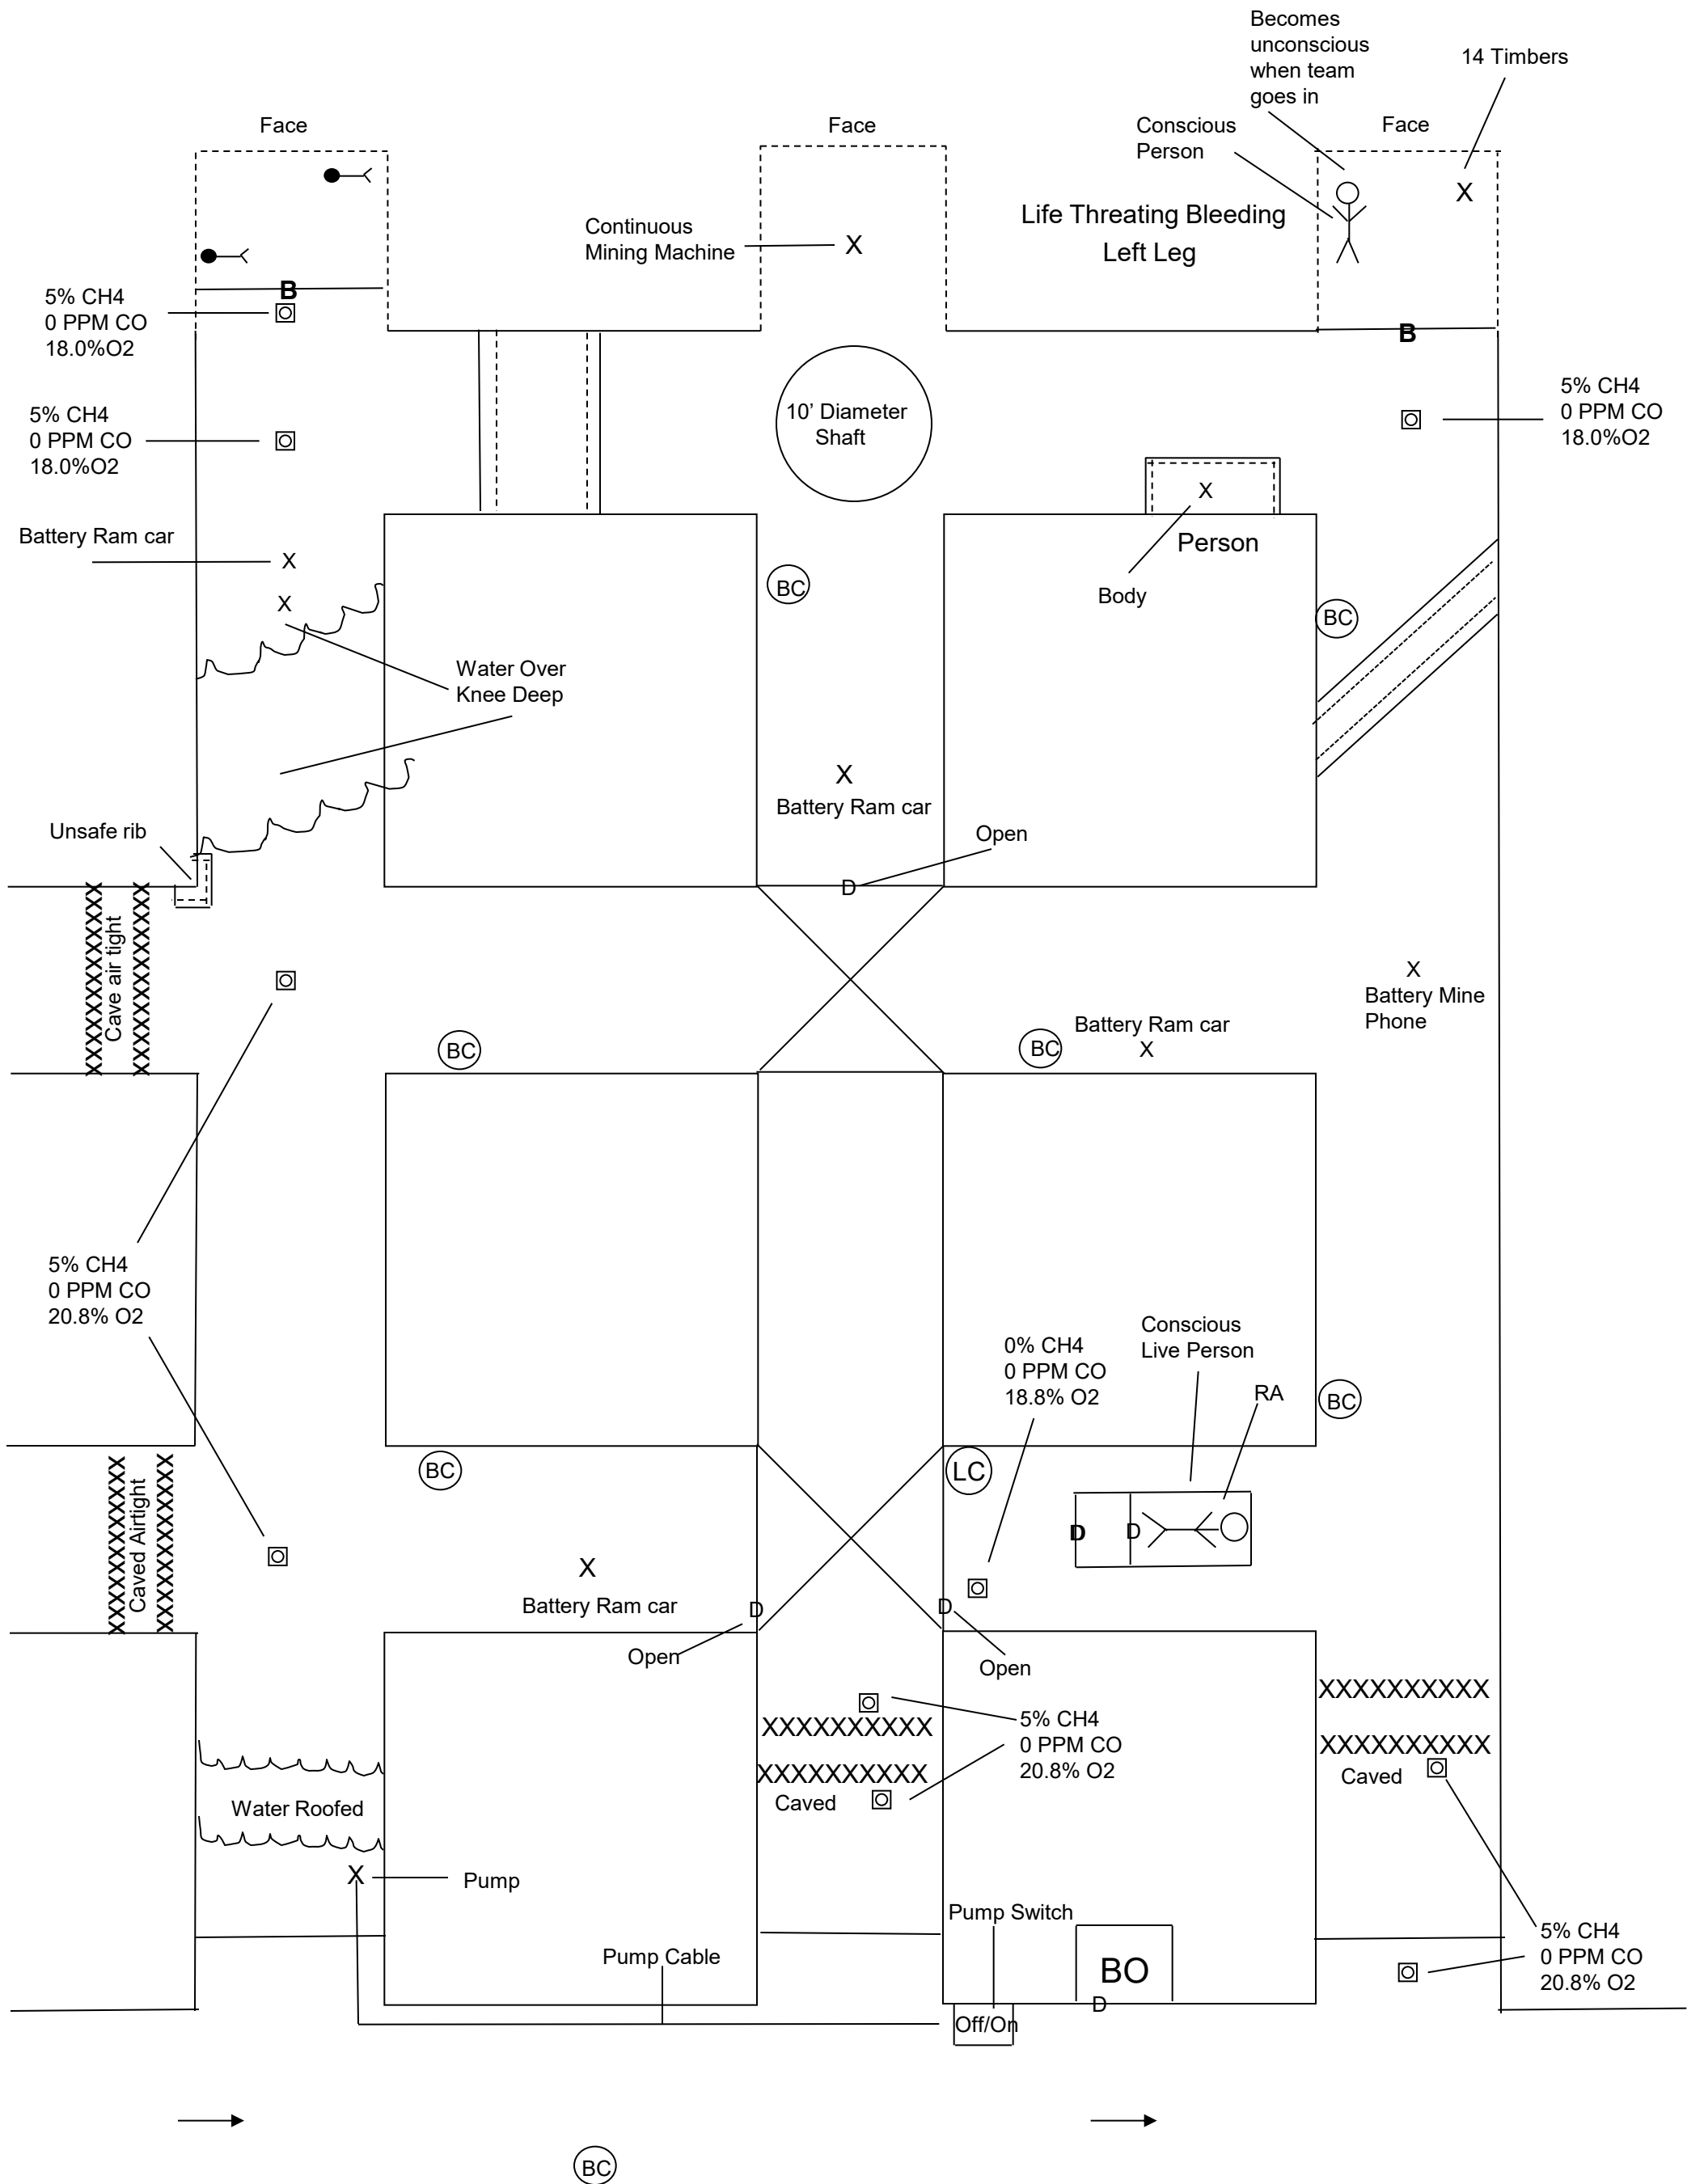 Becomes
unconscious
when team
goes in
14 Timbers
Face
Face
Conscious
Person
Face
X
Continuous
Mining Machine
X
Life Threating Bleeding
Left Leg
B
5% CH4
0 PPM CO
18.0%O2
B
5% CH4
0 PPM CO
18.0%O2
10’ Diameter
Shaft
5% CH4
0 PPM CO
18.0%O2
X
Person
Battery Ram car
X
BC
Body
X
BC
Water Over
Knee Deep
X
Battery Ram car
Unsafe rib
Open
D
XXXXXXXXXXXX
Cave air tight
XXXXXXXXXXXX
X
Battery Mine
Phone
Battery Ram car
X
BC
BC
5% CH4
0 PPM CO
20.8% O2
Conscious
Live Person
0% CH4
0 PPM CO
18.8% O2
RA
BC
BC
LC
XXXXXXXXXXX
Caved Airtight
XXXXXXXXXXX
D
D
X
Battery Ram car
D
D
Open
Open
XXXXXXXXXX
5% CH4
0 PPM CO
20.8% O2
XXXXXXXXXX
XXXXXXXXXX
Caved
XXXXXXXXXX
Caved
Water Roofed
X
Pump
Pump Switch
5% CH4
0 PPM CO
20.8% O2
Pump Cable
BO
D
Off/On
BC